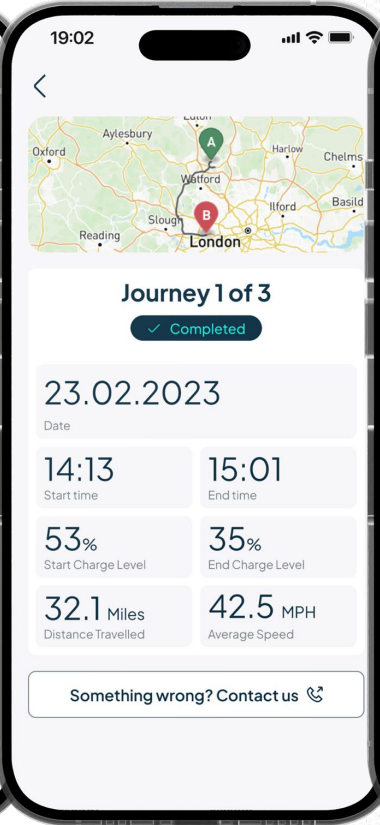 19:02
Luton
Aylesbury
A
Oxford
Harlow
Chelms
Watford
B
Ilford
Basild
Slough
Reading
London
Journey 1 of 3
Completed
23.02.2023
Date
14:13
15:01
Start time
End time
53%
35%
Start Charge Level
End Charge Level
32.1 Miles
42.5 MPH
Distance Travelled
Average Speed
Something wrong? Contact us